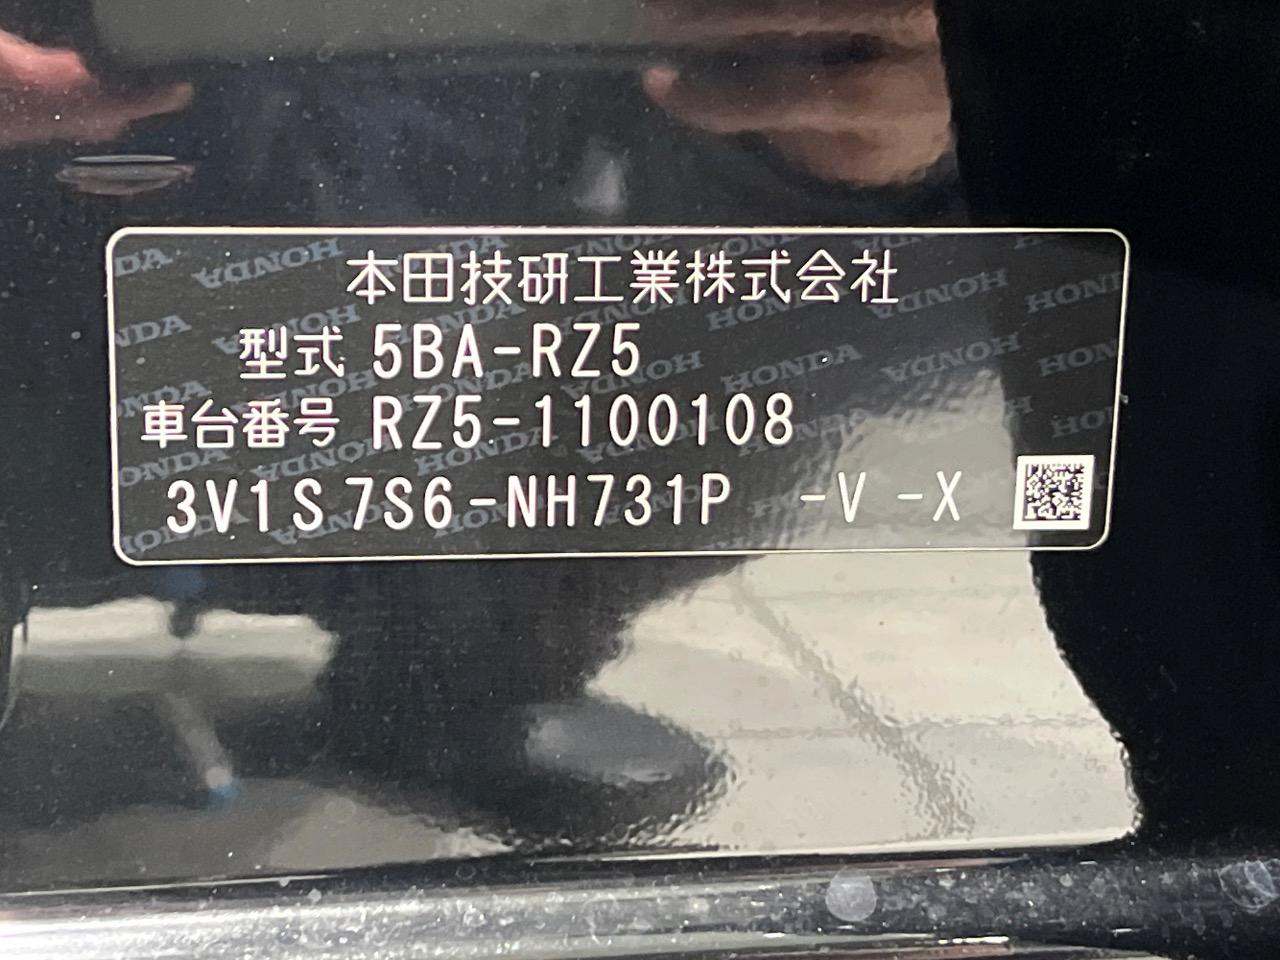 本田技研工業株式会社
型式 5BA-RZ5
車台番号 RZ5-1100108
3V1S7S6-NH731P -V -X